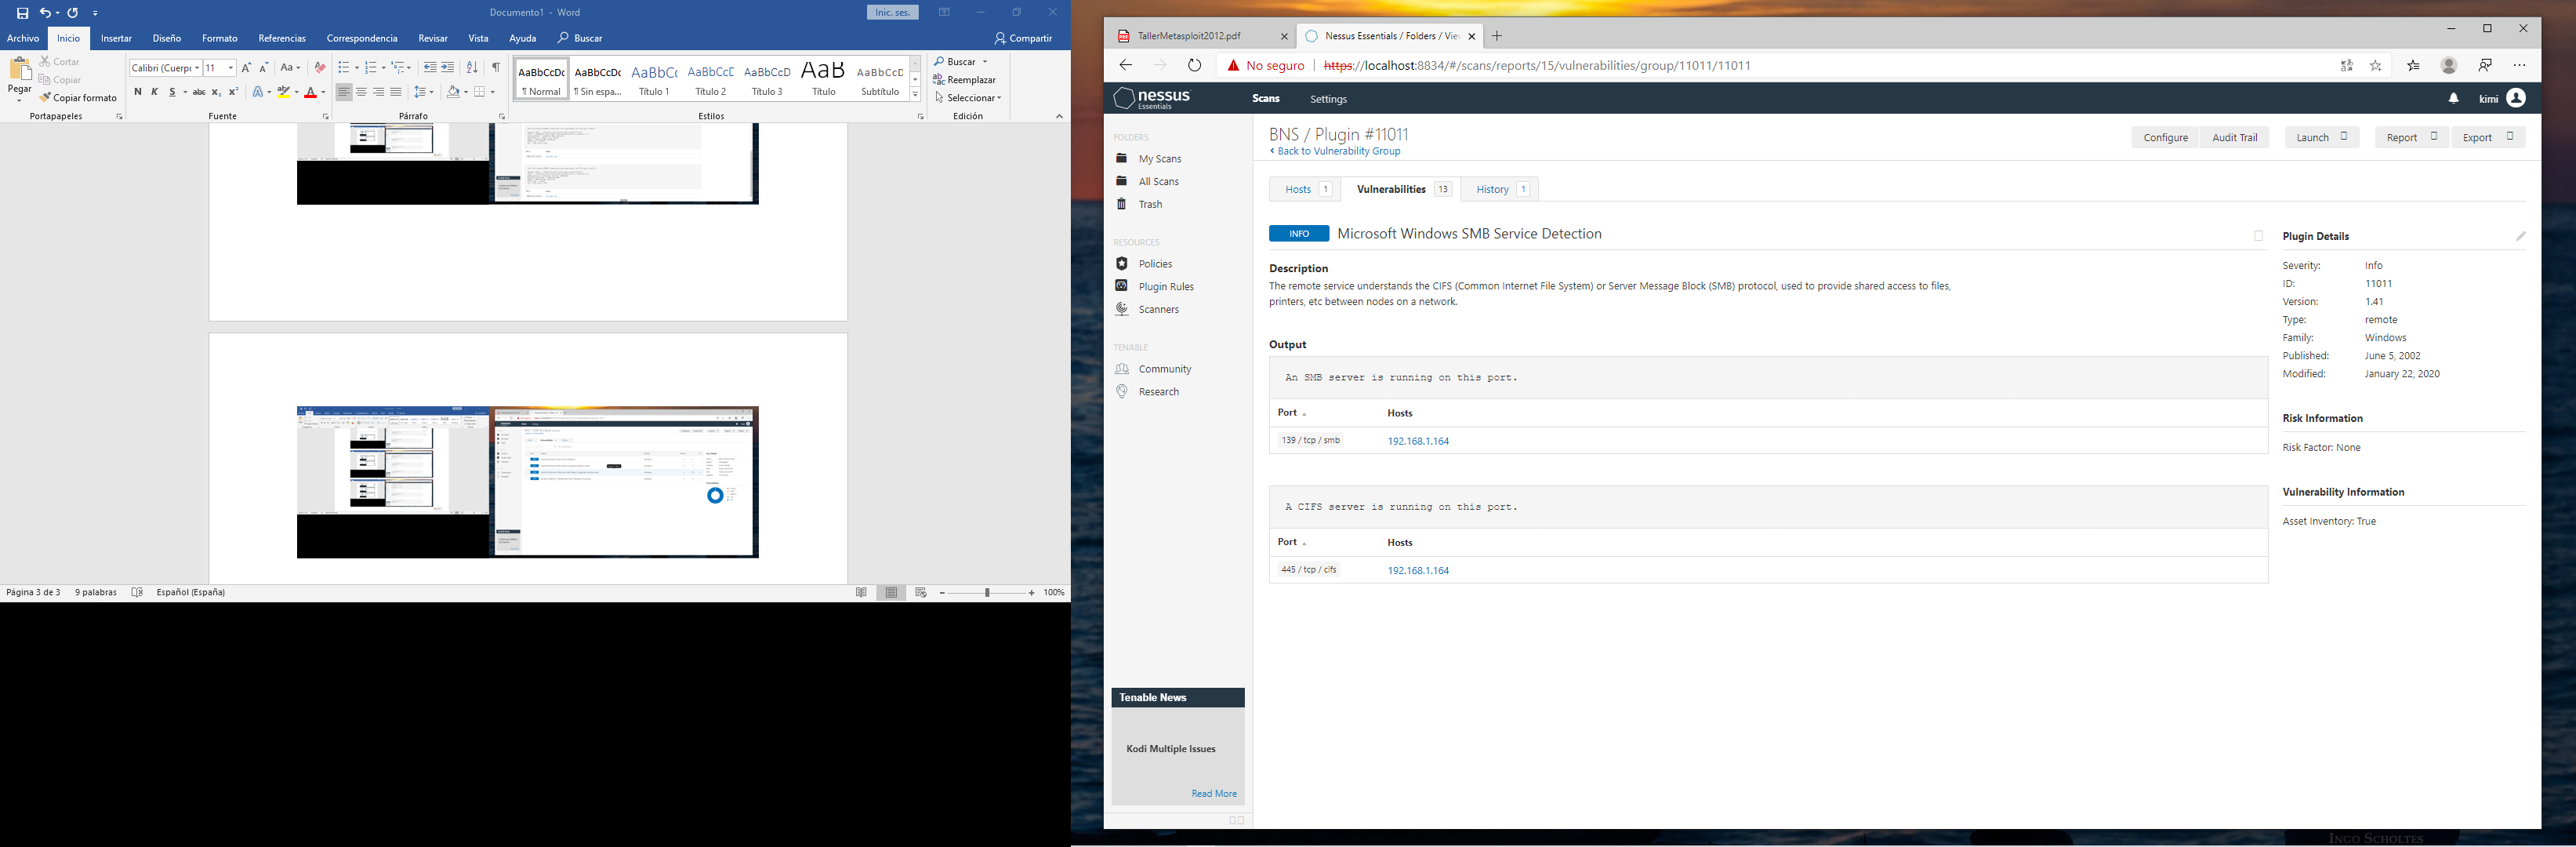 Documento1 - Word
Inic. ses.
Archivo Inicio Insertar Diseño Formato Referencias Correspondencia Revisar Vista Ayuda Buscar Compartir
Pegar
Cortar
Copiar
Copiar formato
Portapapeles
Calibri (Cuerp 11
Fuente
Párrafo
AaBbCcDc AaBbCcDc AaBbCc AaBbCcC AaBbCcD AaB AaBbCcC
¶ Normal ¶ Sin espa... Título 1 Título 2 Título 3 Título Subtítulo
Estilos
Buscar
Reemplazar
Seleccionar
Edición
Página 3 de 3 9 palabras Español (España) 100%
TallerMetasploit2012.pdf
Nessus Essentials / Folders / Vie
No seguro https://localhost:8834/#/scans/reports/15/vulnerabilities/group/11011/11011
nessus
Essentials
Scans Settings
kimi
FOLDERS
My Scans
All Scans
Trash
RESOURCES
Policies
Plugin Rules
Scanners
TENABLE
Community
Research
Tenable News
Kodi Multiple Issues
Read More
BNS / Plugin #11011
Back to Vulnerability Group
Configure Audit Trail Launch Report Export
Hosts 1 Vulnerabilities 13 History 1
INFO Microsoft Windows SMB Service Detection
Description
The remote service understands the CIFS (Common Internet File System) or Server Message Block (SMB) protocol, used to provide shared access to files,
printers, etc between nodes on a network.
Output
An SMB server is running on this port.
Port Hosts
139 / tcp / smb 192.168.1.164
A CIFS server is running on this port.
Port Hosts
445 / tcp / cifs 192.168.1.164
Plugin Details
Severity: Info
ID: 11011
Version: 1.41
Type: remote
Family: Windows
Published: June 5, 2002
Modified: January 22, 2020
Risk Information
Risk Factor: None
Vulnerability Information
Asset Inventory: True
INGO SCHOLTES